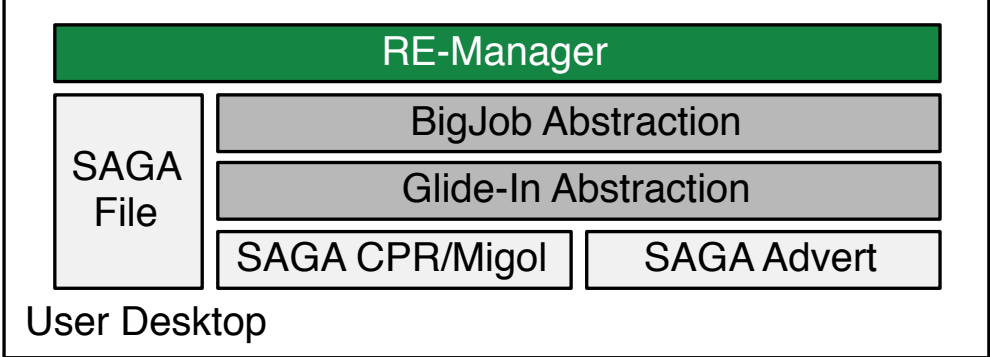 RE-Manager
SAGA
File
BigJob Abstraction
Glide-In Abstraction
SAGA CPR/Migol
SAGA Advert
User Desktop